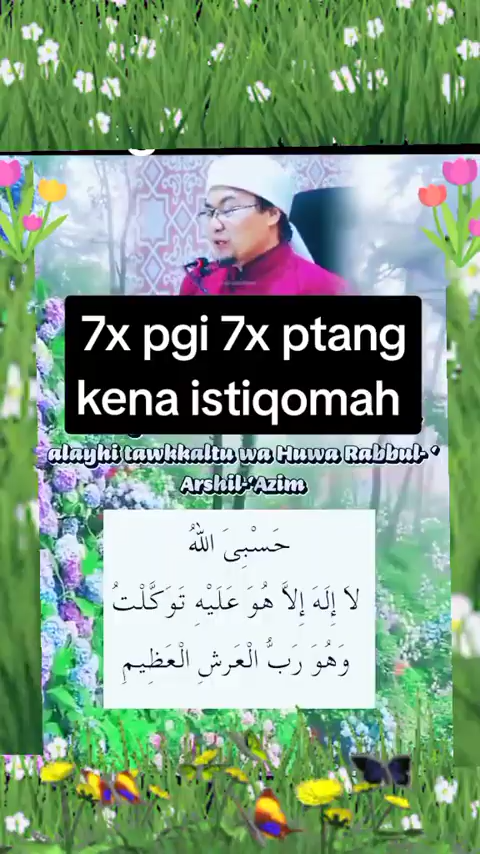 7x pgi 7x ptang
kena istiqomah
alayhi tawkkaltu wa Huwa Rabbul-‘
Arshil-‘Azim
حَسْبِىَ اللهُ
لاَ إِلَهَ إِلاَّ هُوَ عَلَيْهِ تَوَكَّلْتُ
وَهُوَ رَبُّ الْعَرشِ الْعَظِيمِ